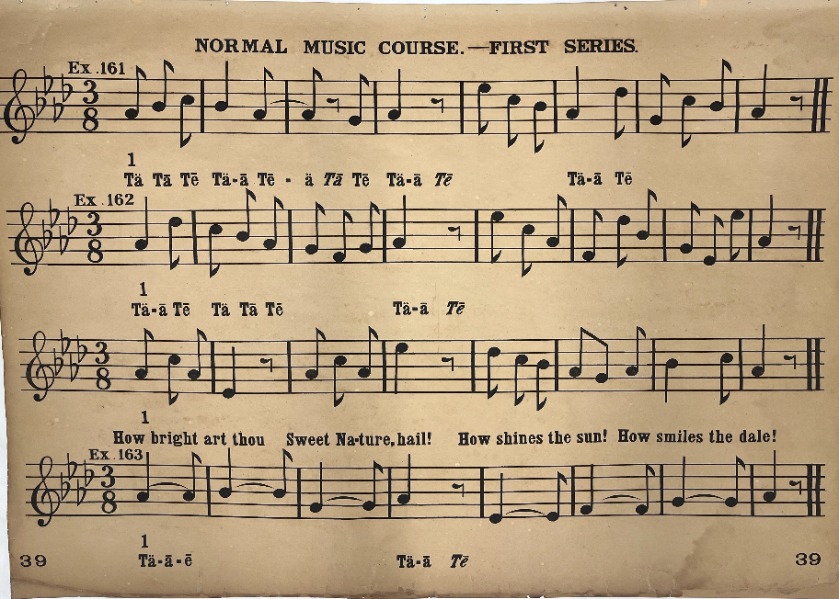 NORMAL MUSIC COURSE.—FIRST SERIES.
Ex .161
3
8
1
Tä Tā Tē Tä-ā Tē - ä Tā Tē Tä-ā Tē Tä-ā Tē
Ex .162
3
8
1
Tä-ā Tē Tä Tā Tē Tä-ā Tē
3
8
1
How bright art thou Sweet Na-ture, hail! How shines the sun! How smiles the dale!
Ex .163
3
8
1
39 Tä-ā-ē Tä-ā Tē 39